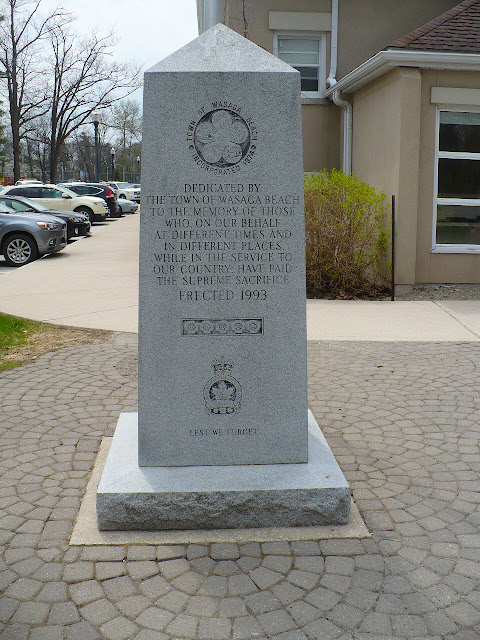 TOWN OF WASAGA BEACH
INCORPORATED 1974
DEDICATED BY
THE TOWN OF WASAGA BEACH
TO THE MEMORY OF THOSE
WHO, ON OUR BEHALF
AT DIFFERENT TIMES AND
IN DIFFERENT PLACES,
WHILE IN THE SERVICE TO
OUR COUNTRY, HAVE PAID
THE SUPREME SACRIFICE
ERECTED 1993
LEST WE FORGET